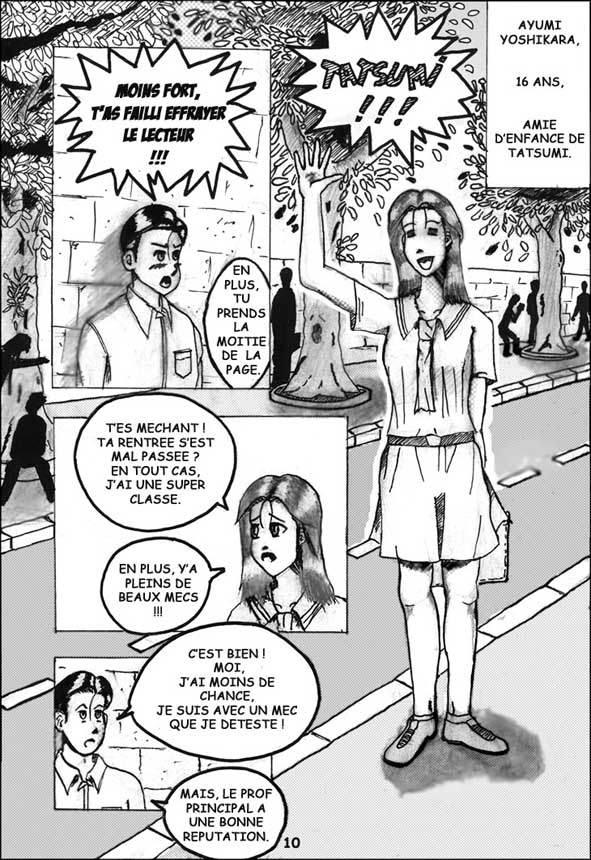 TATSUMI
!!!
AYUMI
YOSHIKARA,
16 ANS,
AMIE
D'ENFANCE DE
TATSUMI.
MOINS FORT,
T'AS FAILLI EFFRAYER
LE LECTEUR
!!!
EN
PLUS,
TU
PRENDS
LA
MOITIE
DE LA
PAGE.
T'ES MECHANT !
TA RENTREE S'EST
MAL PASSEE ?
EN TOUT CAS,
J'AI UNE SUPER
CLASSE.
EN PLUS, Y'A
PLEINS DE
BEAUX MECS
!!!
C'EST BIEN !
MOI,
J'AI MOINS DE
CHANCE,
JE SUIS AVEC UN MEC
QUE JE DETESTE !
MAIS, LE PROF
PRINCIPAL A
UNE BONNE
REPUTATION.
10